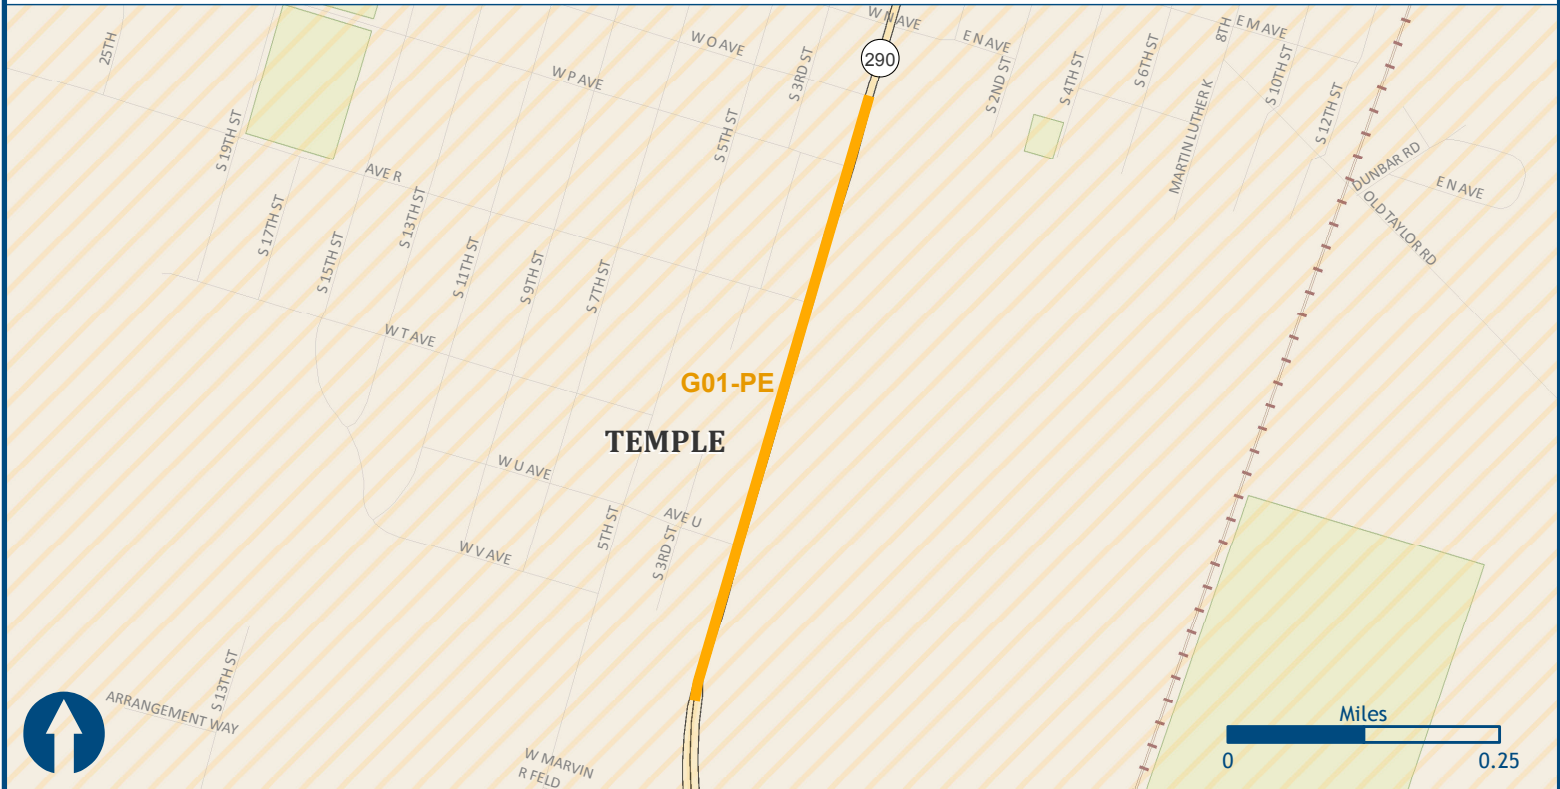 W N AVE
E M AVE
8TH
25TH
W O AVE
E N AVE
290
S 3RD ST
S 2ND ST
S 4TH ST
S 6TH ST
S 10TH ST
W P AVE
S 12TH ST
S 19TH ST
S 5TH ST
MARTIN LUTHER K
DUNBAR RD
E N AVE
AVE R
S 13TH ST
S 17TH ST
OLD TAYLOR RD
S 15TH ST
S 11TH ST
S 9TH ST
S 7TH ST
W T AVE
G01-PE
TEMPLE
W U AVE
AVE U
5TH ST
S 3RD ST
W V AVE
S 13TH ST
ARRANGEMENT WAY
W MARVIN
R FELD
Miles
0
0.25